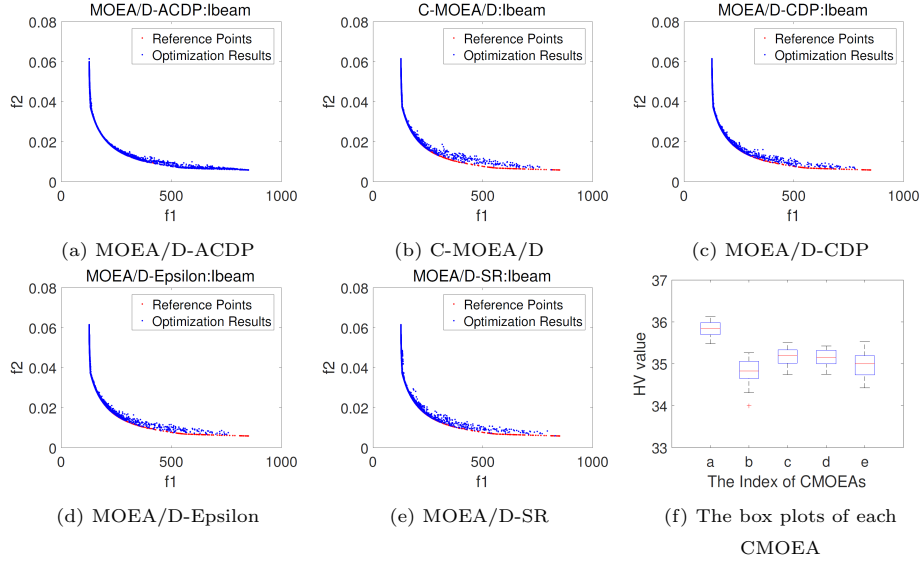 MOEA/D-ACDP:Ibeam
0.08
0.06
0.04
0.02
0
f2
Reference Points
Optimization Results
0
500
1000
f1
(a) MOEA/D-ACDP
C-MOEA/D:Ibeam
0.08
0.06
0.04
0.02
0
f2
Reference Points
Optimization Results
0
500
1000
f1
(b) C-MOEA/D
MOEA/D-CDP:Ibeam
0.08
0.06
0.04
0.02
0
f2
Reference Points
Optimization Results
0
500
1000
f1
(c) MOEA/D-CDP
MOEA/D-Epsilon:Ibeam
0.08
0.06
0.04
0.02
0
f2
Reference Points
Optimization Results
0
500
1000
f1
(d) MOEA/D-Epsilon
MOEA/D-SR:Ibeam
0.08
0.06
0.04
0.02
0
f2
Reference Points
Optimization Results
0
500
1000
f1
(e) MOEA/D-SR
37
36
35
34
33
HV value
a
b
c
d
e
The Index of CMOEAs
(f) The box plots of each
CMOEA